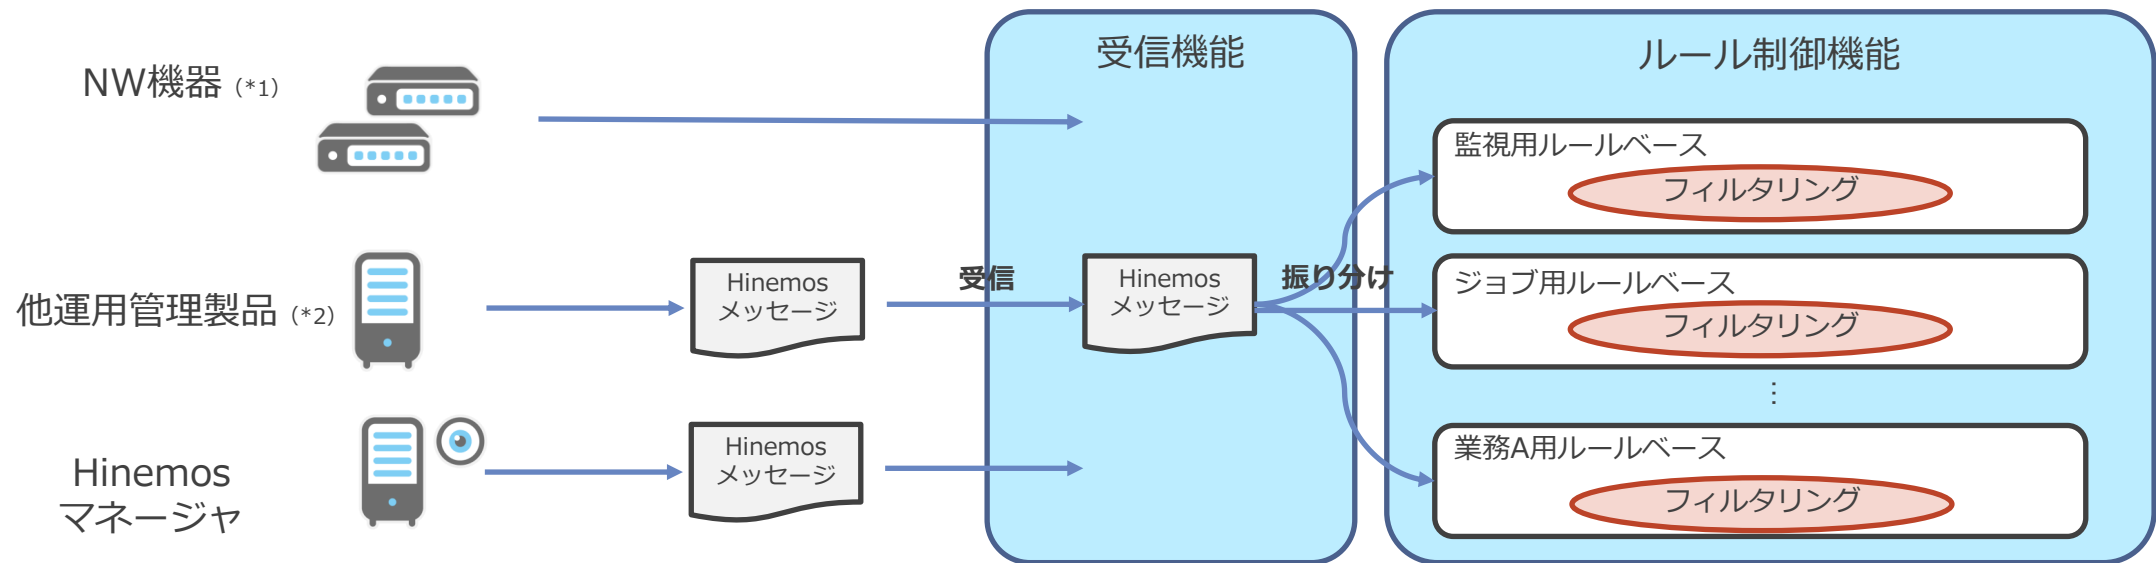 受信機能
ルール制御機能
NW機器（*1）
監視用ルールベース
フィルタリング
他運用管理製品（*2）
Hinemos
メッセージ
受信
Hinemos
メッセージ
振り分け
ジョブ用ルールベース
フィルタリング
…
Hinemos
マネージャ
Hinemos
メッセージ
業務A用ルールベース
フィルタリング